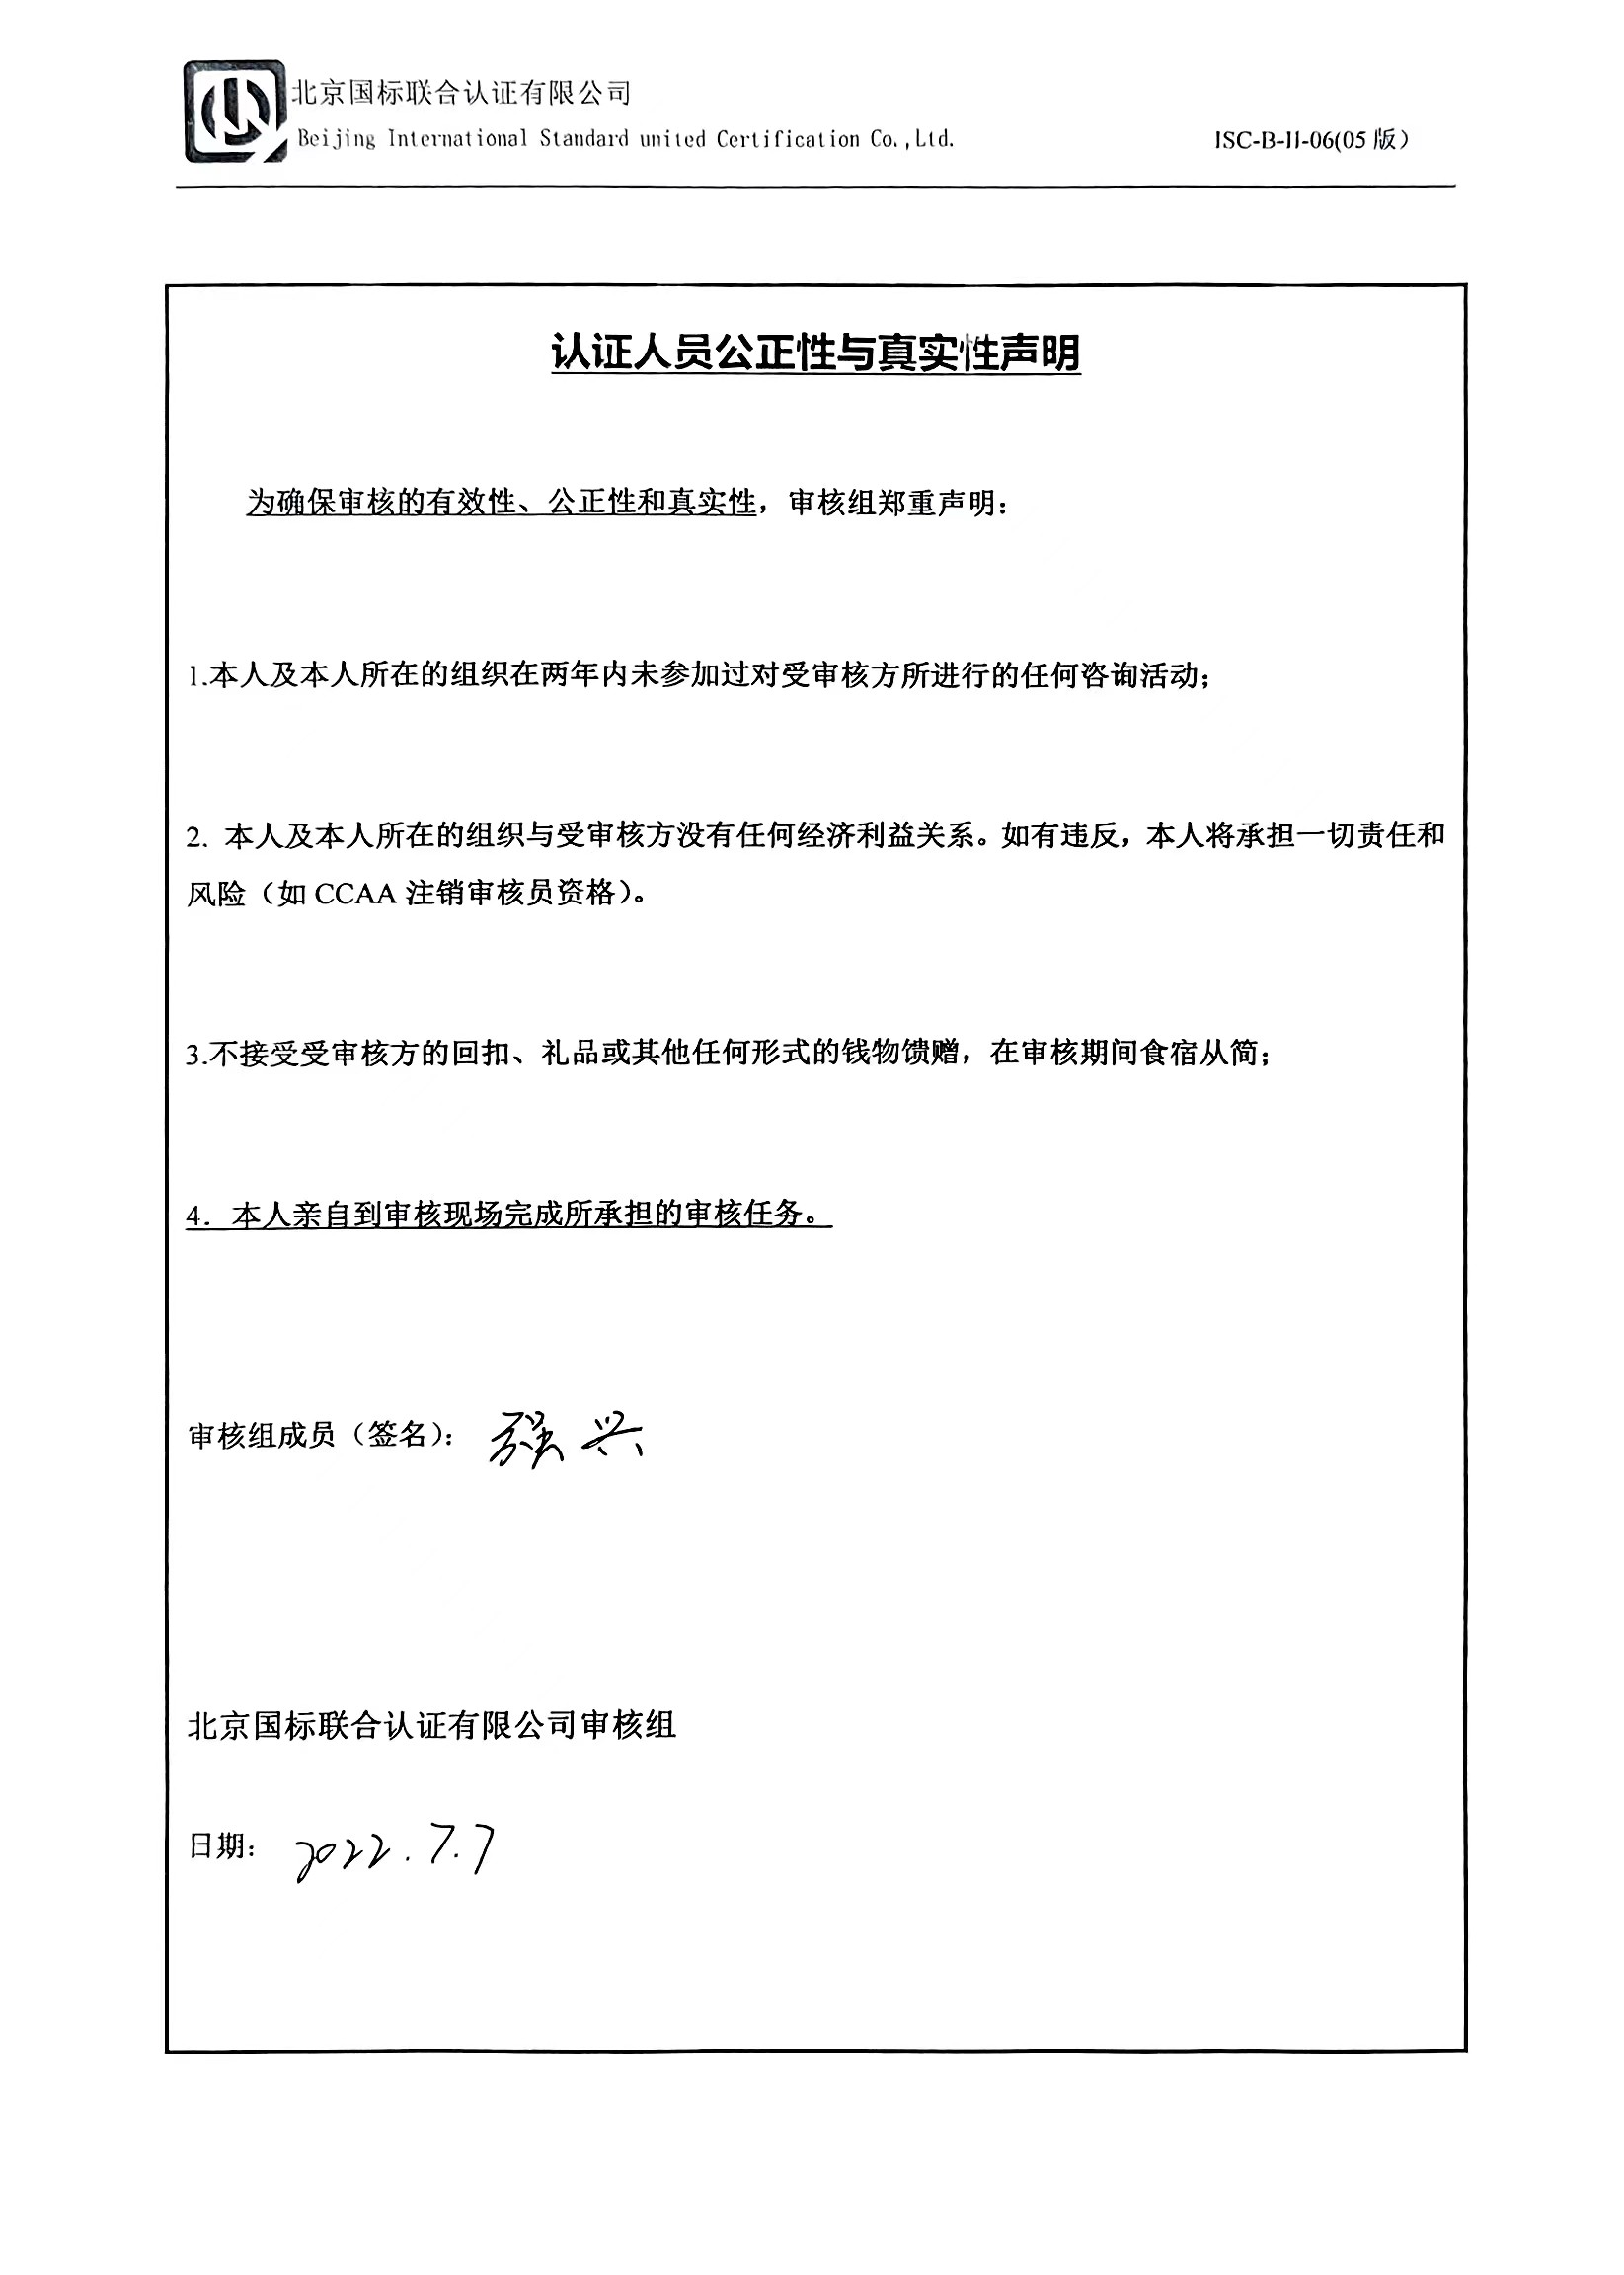 北京国标联合认证有限公司
Beijing International Standard united Certification Co.,Ltd.
ISC-B-II-06(05版）
认证人员公正性与真实性声明
为确保审核的有效性、公正性和真实性，审核组郑重声明：
1.本人及本人所在的组织在两年内未参加过对受审核方所进行的任何咨询活动；
2. 本人及本人所在的组织与受审核方没有任何经济利益关系。如有违反，本人将承担一切责任和
风险（如 CCAA 注销审核员资格）。
3.不接受受审核方的回扣、礼品或其他任何形式的钱物馈赠，在审核期间食宿从简；
4. 本人亲自到审核现场完成所承担的审核任务。
审核组成员（签名）： 强兴
北京国标联合认证有限公司审核组
日期： 2022.7.7